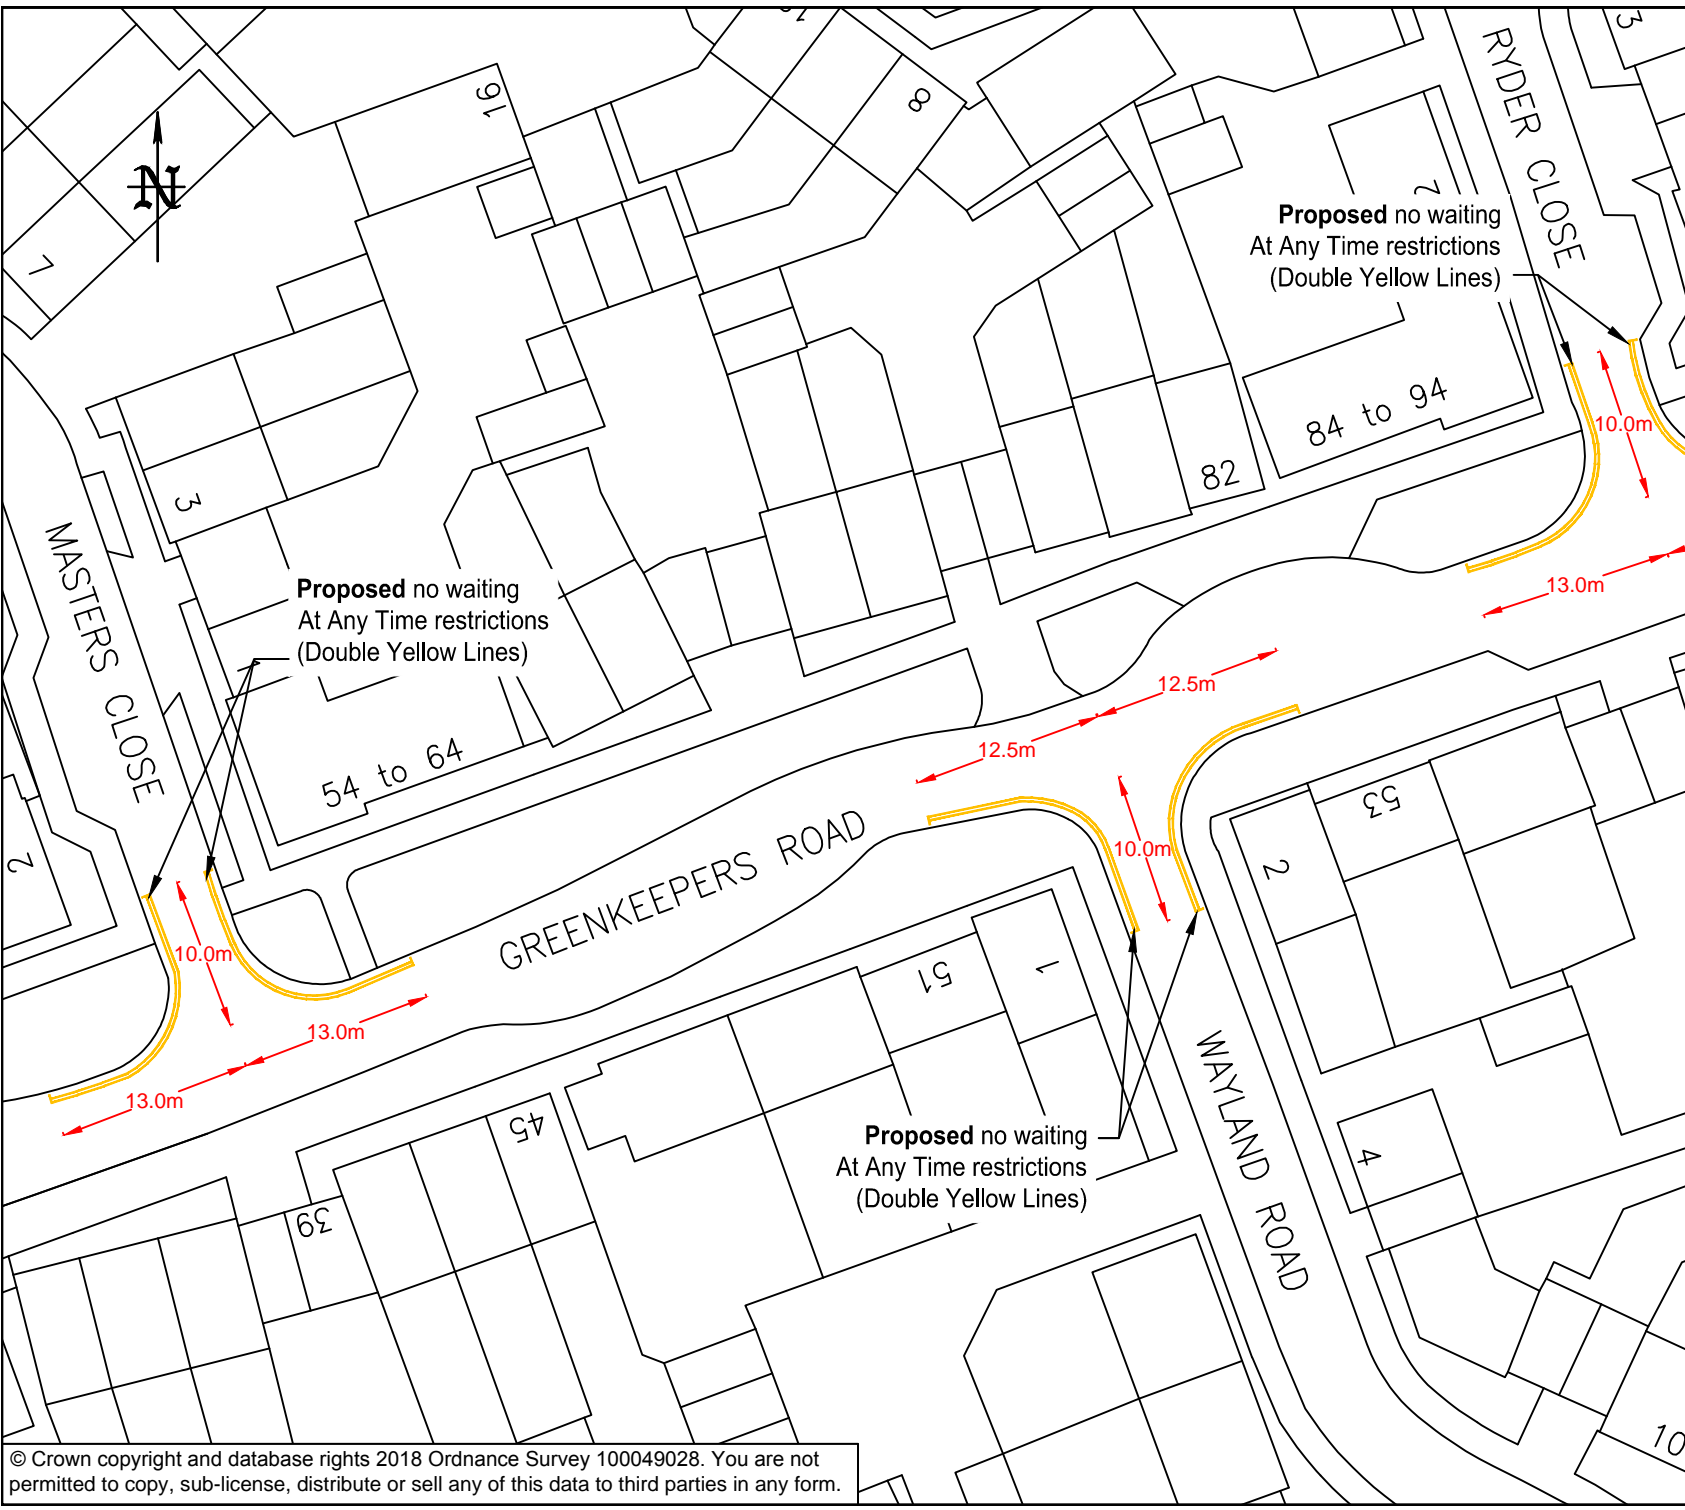 16
8
3
RYDER CLOSE
2
N
7
Proposed no waiting
At Any Time restrictions
(Double Yellow Lines)
10.0m
84 to 94
82
3
MASTERS CLOSE
13.0m
Proposed no waiting
At Any Time restrictions
(Double Yellow Lines)
1
12.5m
12.5m
54 to 64
53
2
2
GREENKEEPERS ROAD
10.0m
10.0m
51
1
13.0m
13.0m
WAYLAND ROAD
45
Proposed no waiting
At Any Time restrictions
(Double Yellow Lines)
4
39
10
© Crown copyright and database rights 2018 Ordnance Survey 100049028. You are not
permitted to copy, sub-license, distribute or sell any of this data to third parties in any form.